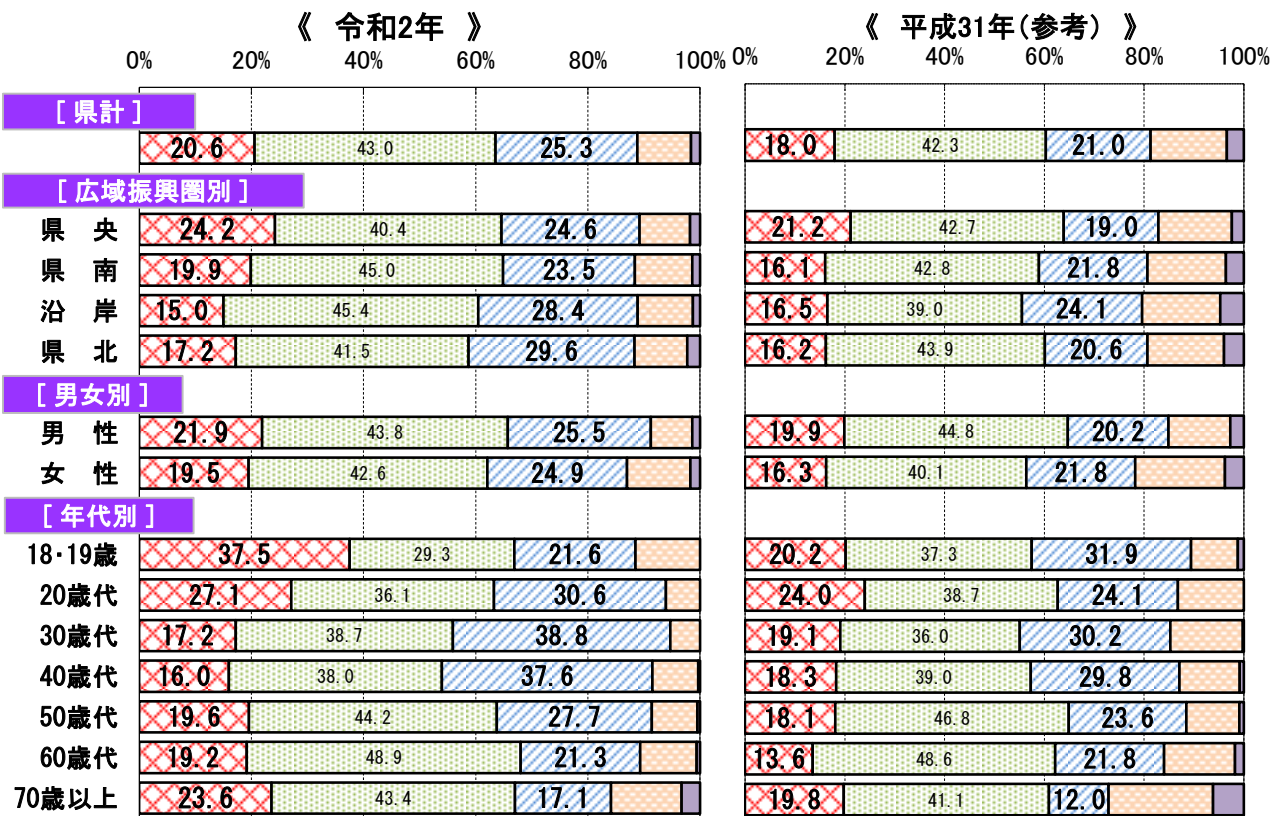 《 令和2年 》 《 平成31年(参考) 》
0% 20% 40% 60% 80% 100% 0% 20% 40% 60% 80% 100%
[ 県計 ]
20.6 43.0 25.3 18.0 42.3 21.0
[ 広域振興圏別 ]
県 央 24.2 40.4 24.6 21.2 42.7 19.0
県 南 19.9 45.0 23.5 16.1 42.8 21.8
沿 岸 15.0 45.4 28.4 16.5 39.0 24.1
県 北 17.2 41.5 29.6 16.2 43.9 20.6
[ 男女別 ]
男 性 21.9 43.8 25.5 19.9 44.8 20.2
女 性 19.5 42.6 24.9 16.3 40.1 21.8
[ 年代別 ]
18・19歳 37.5 29.3 21.6 20.2 37.3 31.9
20歳代 27.1 36.1 30.6 24.0 38.7 24.1
30歳代 17.2 38.7 38.8 19.1 36.0 30.2
40歳代 16.0 38.0 37.6 18.3 39.0 29.8
50歳代 19.6 44.2 27.7 18.1 46.8 23.6
60歳代 19.2 48.9 21.3 13.6 48.6 21.8
70歳以上 23.6 43.4 17.1 19.8 41.1 12.0